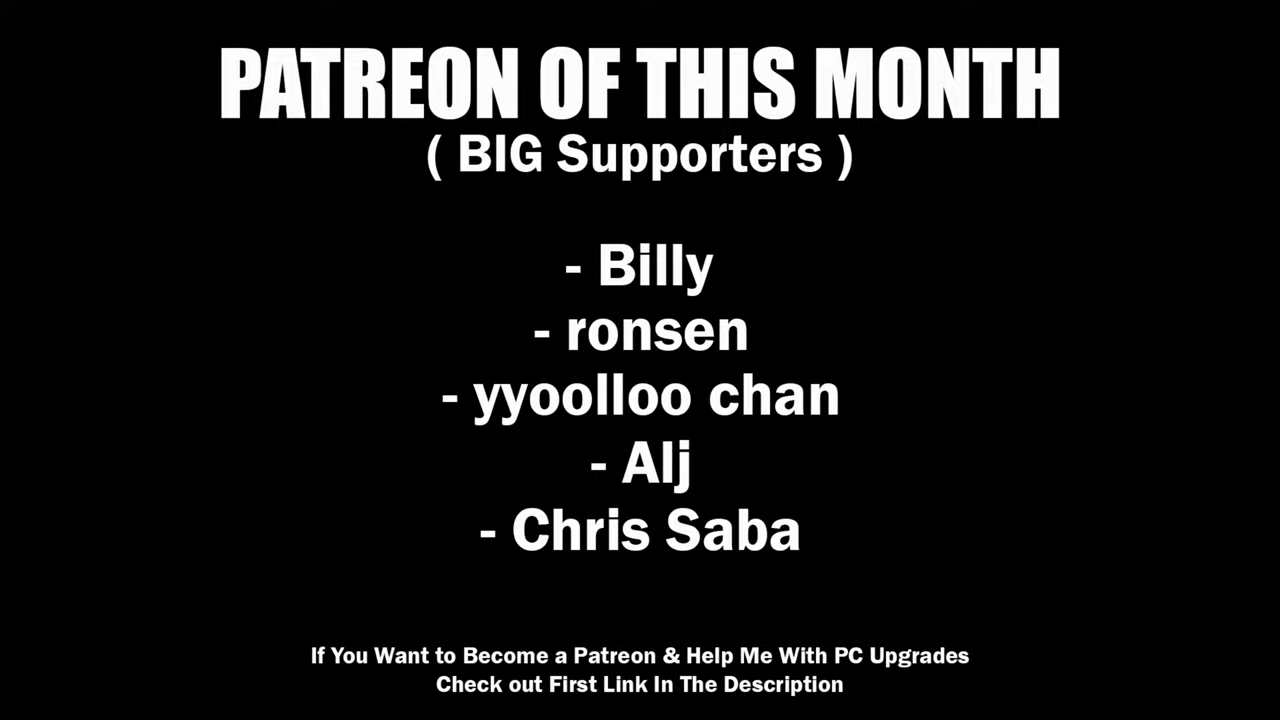 PATREON OF THIS MONTH
( BIG Supporters )
- Billy
- ronsen
- yyoolloo chan
- Alj
- Chris Saba
If You Want to Become a Patreon & Help Me With PC Upgrades
Check out First Link In The Description